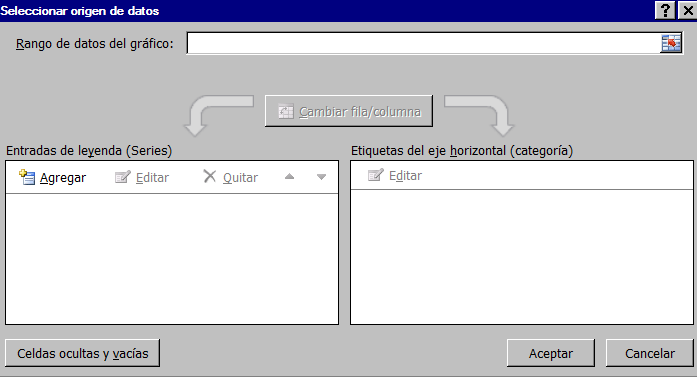 Seleccionar origen de datos
Rango de datos del gráfico:
Cambiar fila/columna
Entradas de leyenda (Series)
Etiquetas del eje horizontal (categoría)
Agregar Editar Quitar
Editar
Celdas ocultas y vacías
Aceptar Cancelar